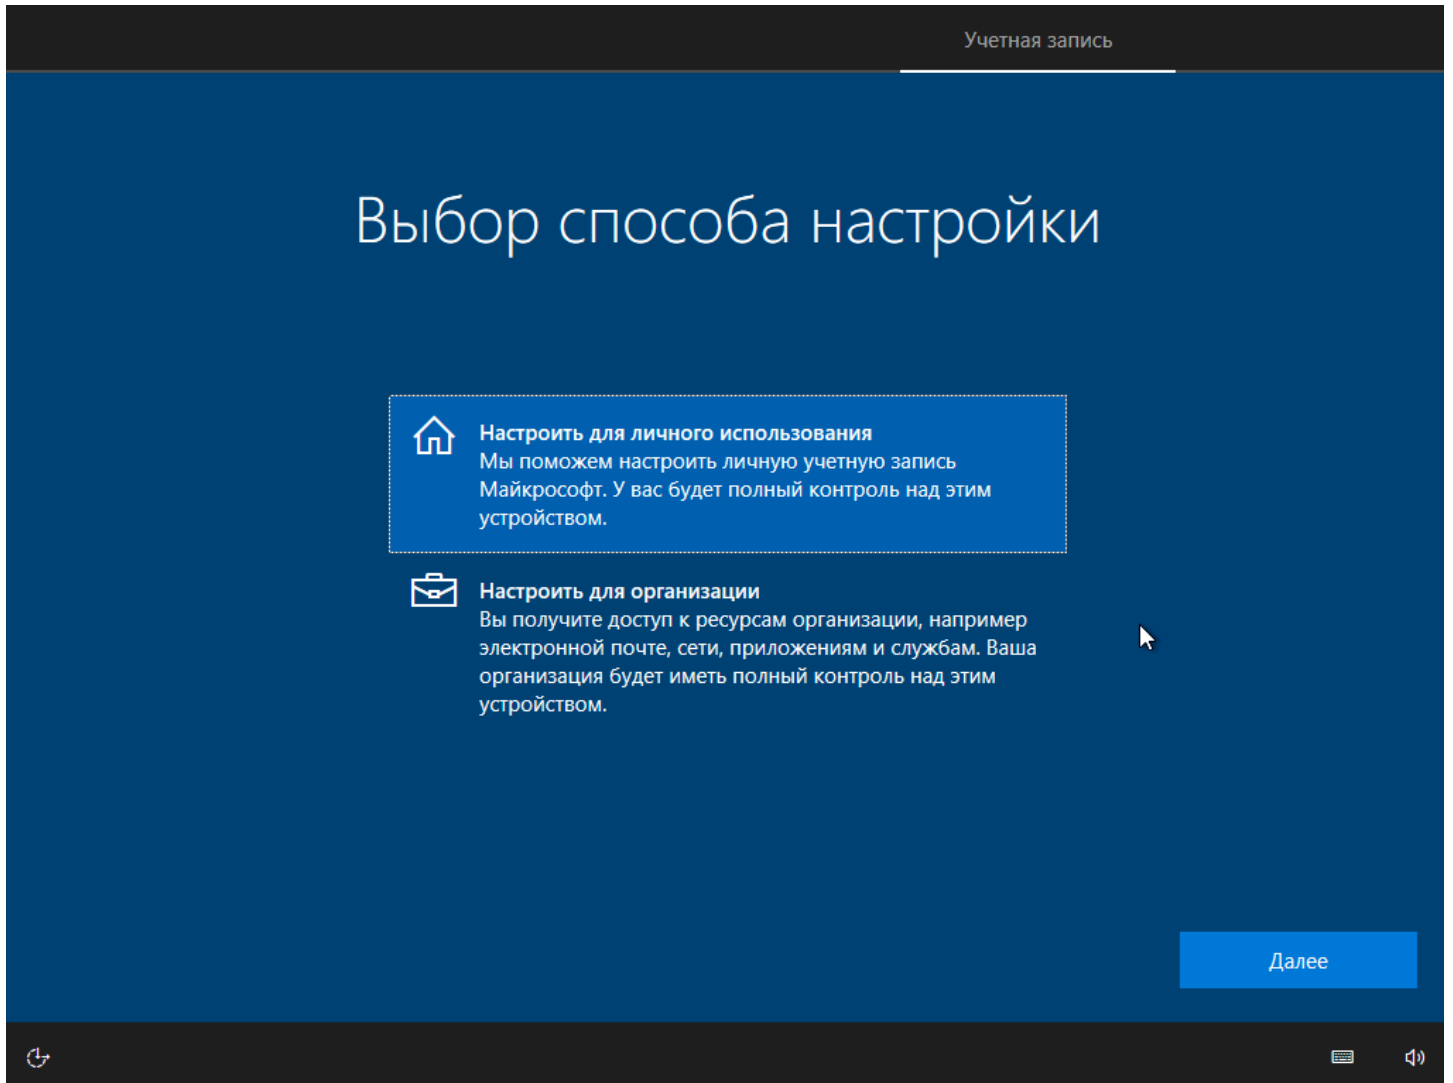 Учетная запись
Выбор способа настройки
Настроить для личного использования
Мы поможем настроить личную учетную запись
Майкрософт. У вас будет полный контроль над этим
устройством.
Настроить для организации
Вы получите доступ к ресурсам организации, например
электронной почте, сети, приложениям и службам. Ваша
организация будет иметь полный контроль над этим
устройством.
Далее